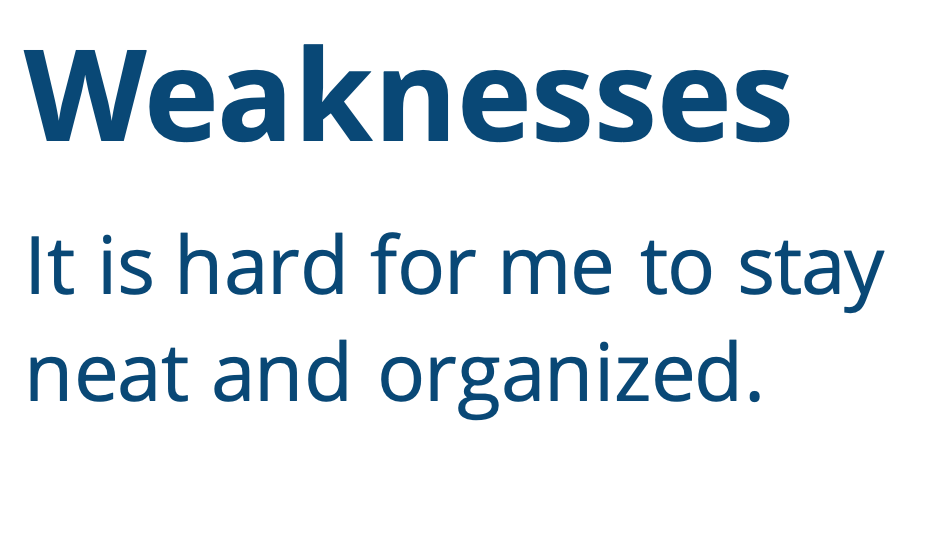 Weaknesses
It is hard for me to stay
neat and organized.